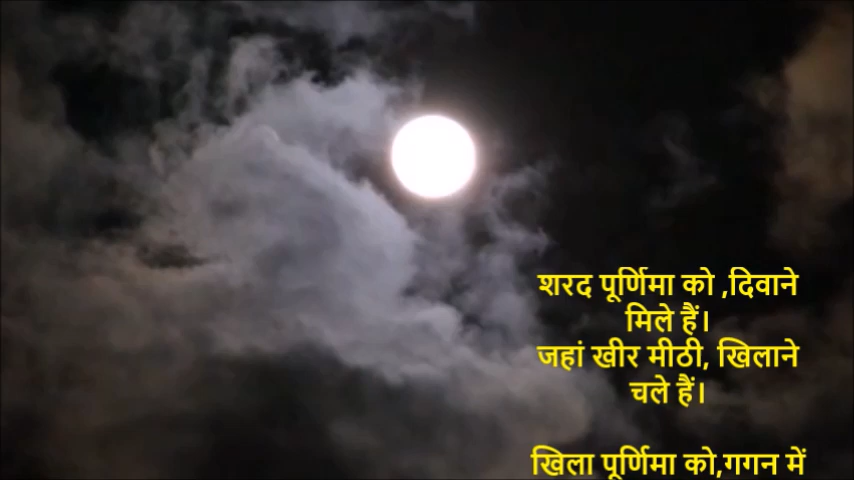 शरद पूर्णिमा को ,दिवाने
मिले हैं।
जहां खीर मीठी, खिलाने
चले हैं।
खिला पूर्णिमा को,गगन में